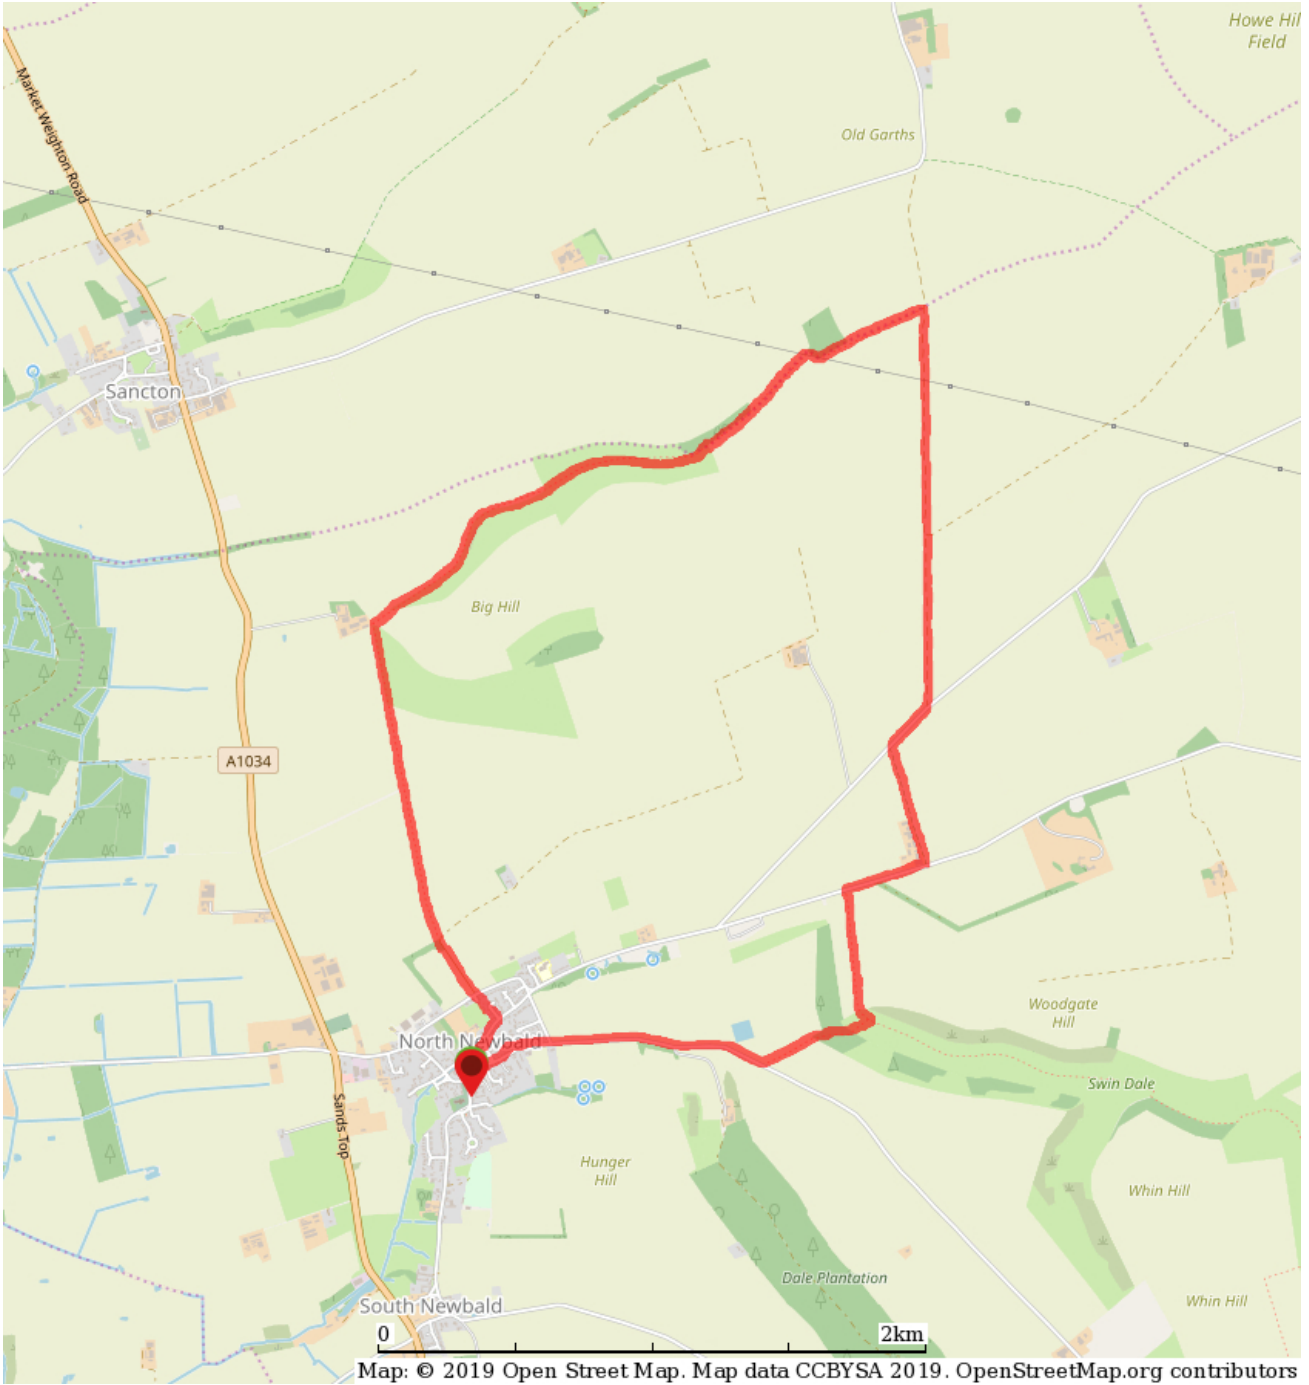 Howe Hil
Field
Market Weighton Road
Old Garths
Sancton
Big Hill
A1034
Woodgate
Hill
North Newbald
Swin Dale
Sands Top
Hunger
Hill
Whin Hill
Dale Plantation
Whin Hill
South Newbald
0 2km
Map: © 2019 Open Street Map. Map data CCBYSA 2019. OpenStreetMap.org contributors